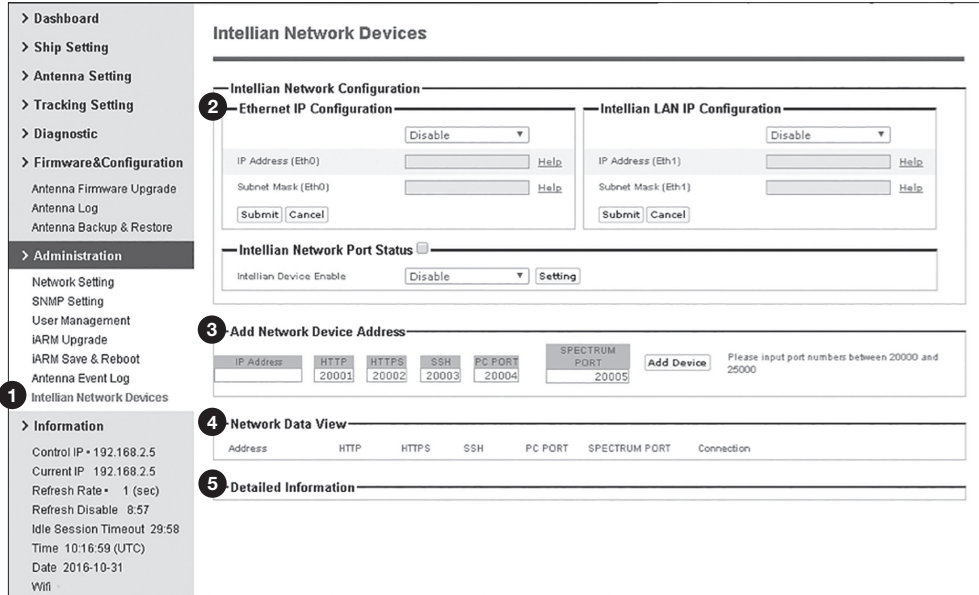 > Dashboard
> Ship Setting
> Antenna Setting
> Tracking Setting
> Diagnostic
> Firmware&Configuration
Antenna Firmware Upgrade
Antenna Log
Antenna Backup & Restore
> Administration
Network Setting
SNMP Setting
User Management
iARM Upgrade
iARM Save & Reboot
Antenna Event Log
1 Intellian Network Devices
> Information
Control IP 192.168.2.5
Current IP 192.168.2.5
Refresh Rate 1 (sec)
Refresh Disable 8:57
Idle Session Timeout 29:58
Time 10:16:59 (UTC)
Date 2016-10-31
Wifi
Intellian Network Devices
Intellian Network Configuration
2 Ethernet IP Configuration
Disable
IP Address (Eth0) Help
Subnet Mask (Eth0) Help
Submit Cancel
Intellian LAN IP Configuration
Disable
IP Address (Eth1) Help
Subnet Mask (Eth1) Help
Submit Cancel
Intellian Network Port Status
Intellian Device Enable Disable Setting
3 Add Network Device Address
IP Address HTTP HTTPS SSH PC PORT SPECTRUM PORT
20001 20002 20003 20004 20005
Add Device
Please input port numbers between 20000 and
25000
4 Network Data View
Address HTTP HTTPS SSH PC PORT SPECTRUM PORT Connection
5 Detailed Information